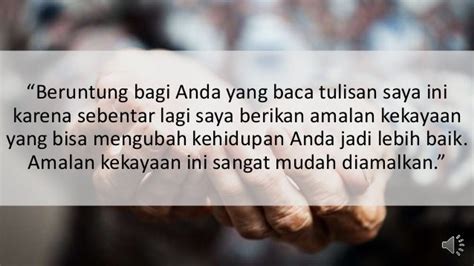 “Beruntung bagi Anda yang baca tulisan saya ini
karena sebentar lagi saya berikan amalan kekayaan
yang bisa mengubah kehidupan Anda jadi lebih baik.
Amalan kekayaan ini sangat mudah diamalkan.”